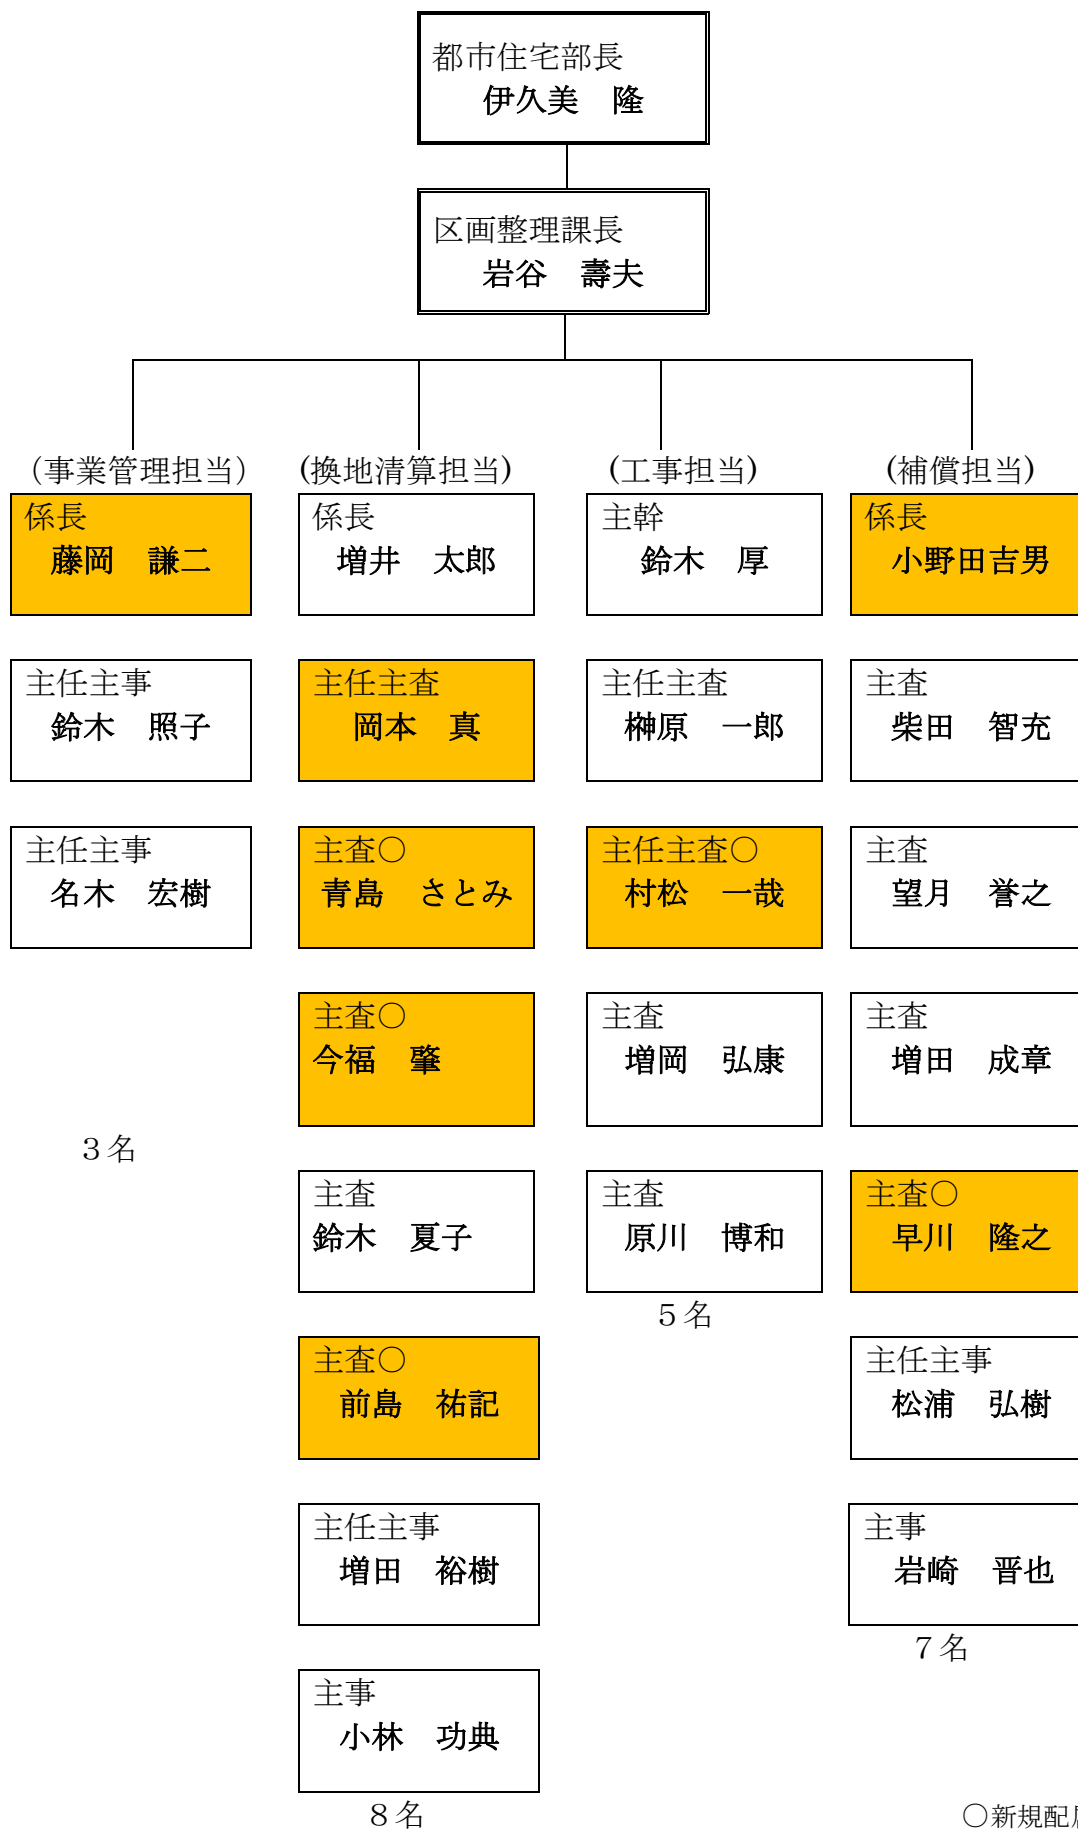 都市住宅部長
伊久美　隆
区画整理課長
岩谷　壽夫
（事業管理担当）
係長
藤岡　謙二
主任主事
鈴木　照子
主任主事
名木　宏樹
３名
(換地清算担当)
係長
増井　太郎
主任主査
岡本　真
主査○
青島　さとみ
主査○
今福　肇
主査
鈴木　夏子
主査○
前島　祐記
主任主事
増田　裕樹
主事
小林　功典
８名
(工事担当)
主幹
鈴木　厚
主任主査
榊原　一郎
主任主査○
村松　一哉
主査
増岡　弘康
主査
原川　博和
５名
(補償担当)
係長
小野田吉男
主査
柴田　智充
主査
望月　誉之
主査
増田　成章
主査○
早川　隆之
主任主事
松浦　弘樹
主事
岩崎　晋也
７名
○新規配